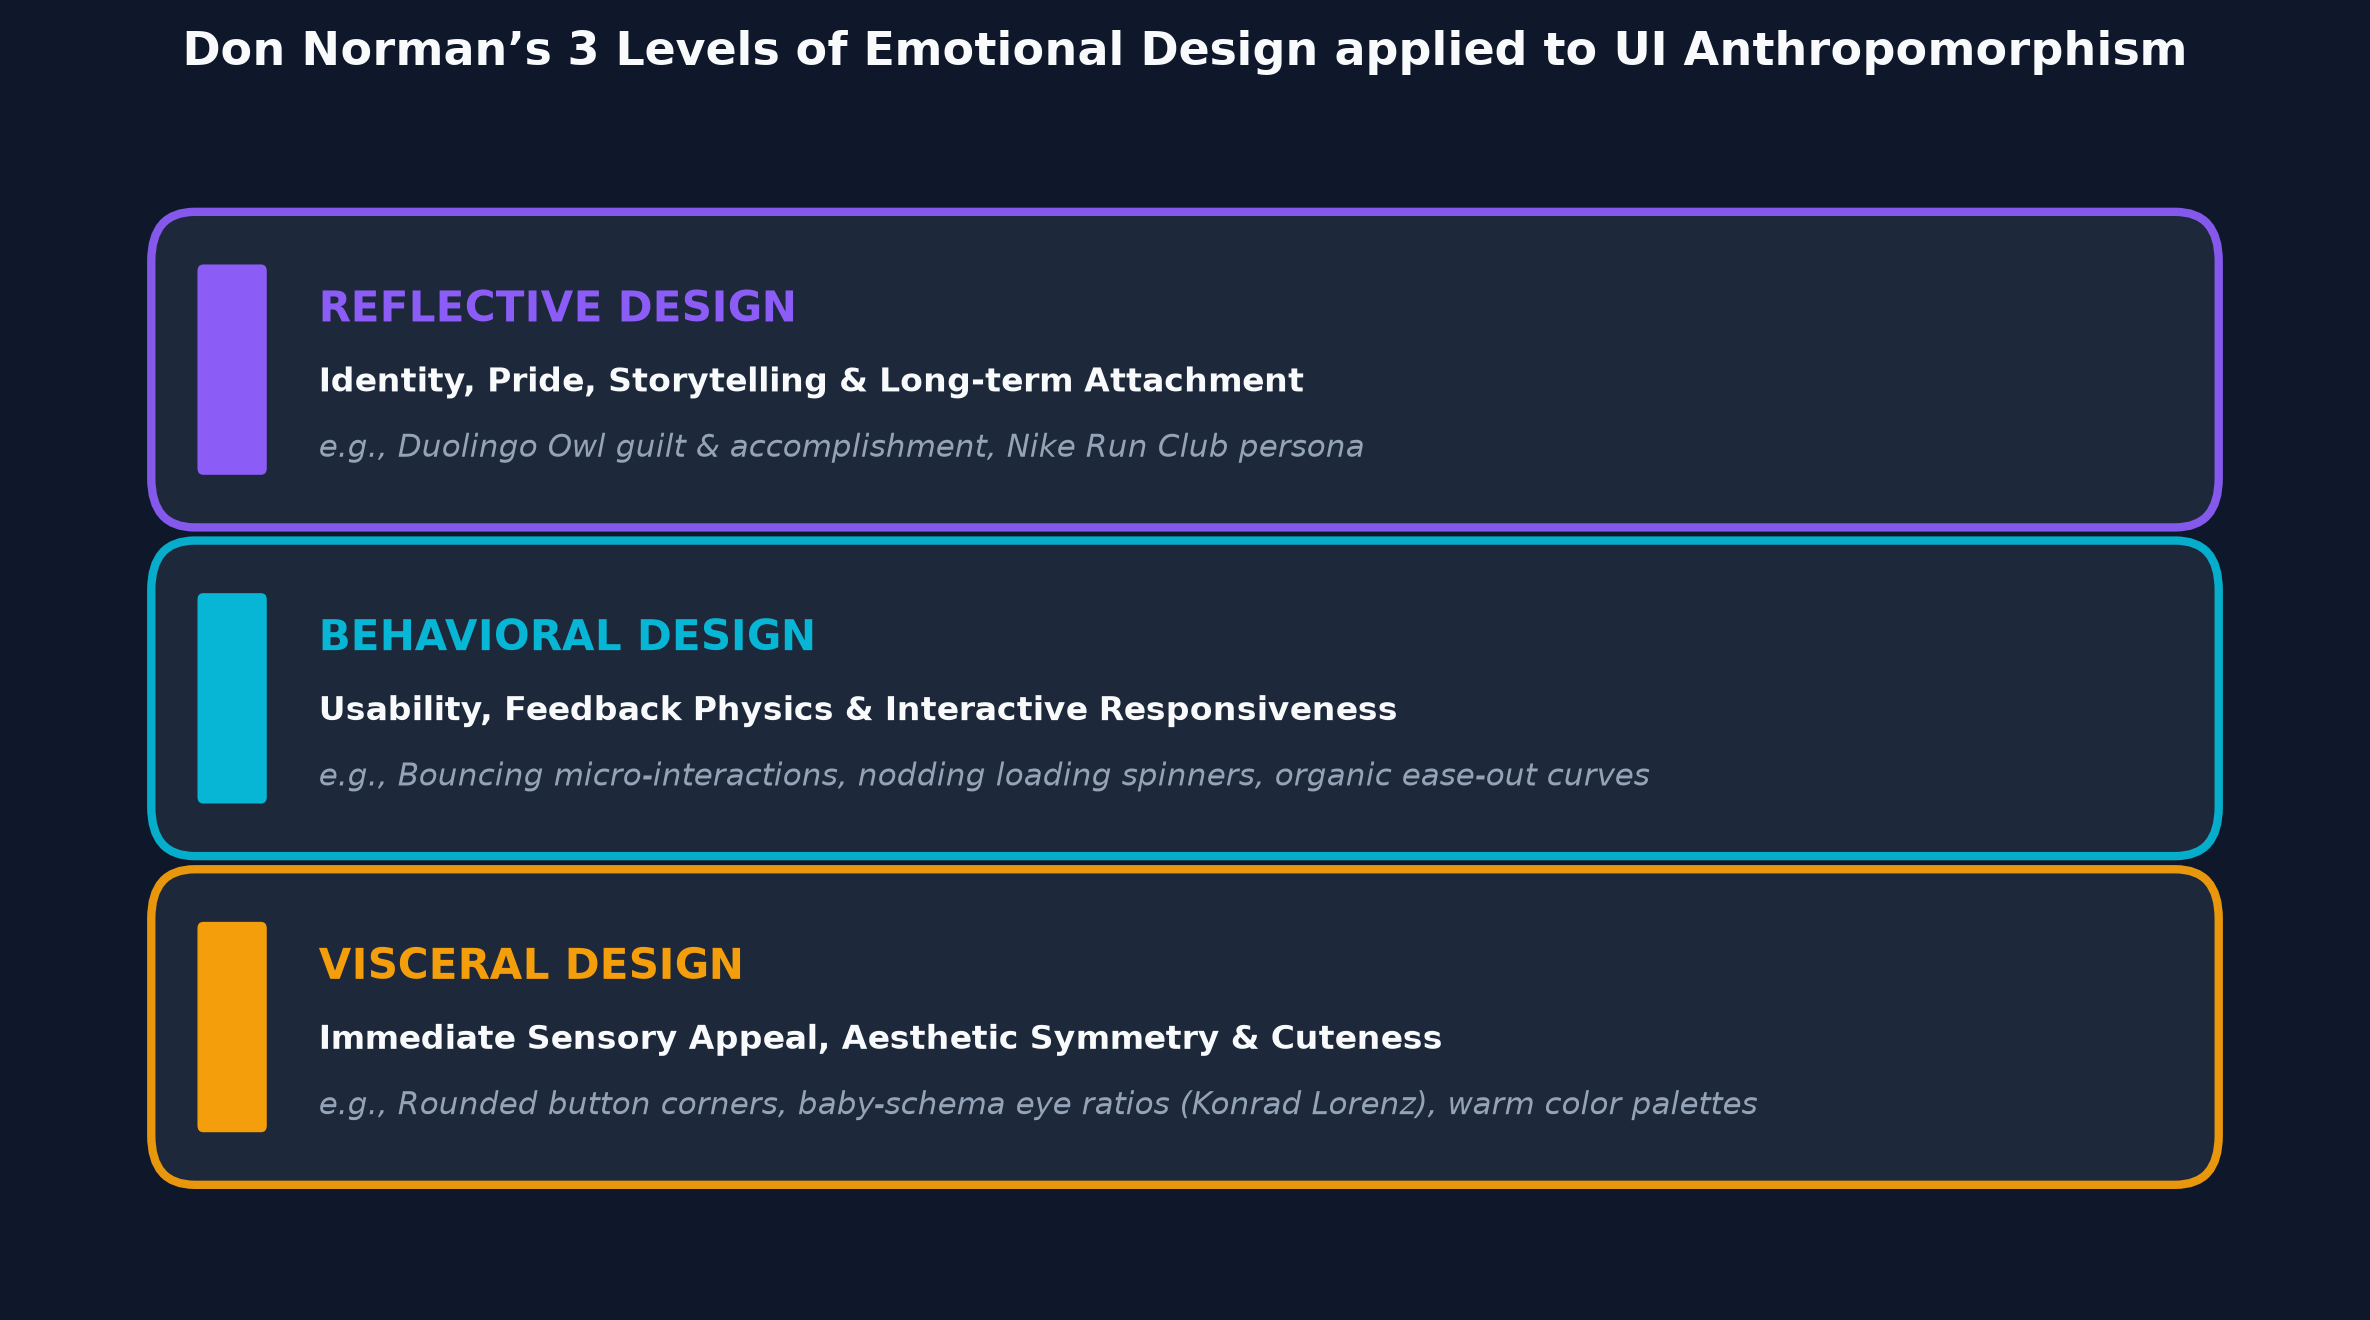 Don Norman’s 3 Levels of Emotional Design applied to UI Anthropomorphism
REFLECTIVE DESIGN
Identity, Pride, Storytelling & Long-term Attachment
e.g., Duolingo Owl guilt & accomplishment, Nike Run Club persona
BEHAVIORAL DESIGN
Usability, Feedback Physics & Interactive Responsiveness
e.g., Bouncing micro-interactions, nodding loading spinners, organic ease-out curves
VISCERAL DESIGN
Immediate Sensory Appeal, Aesthetic Symmetry & Cuteness
e.g., Rounded button corners, baby-schema eye ratios (Konrad Lorenz), warm color palettes